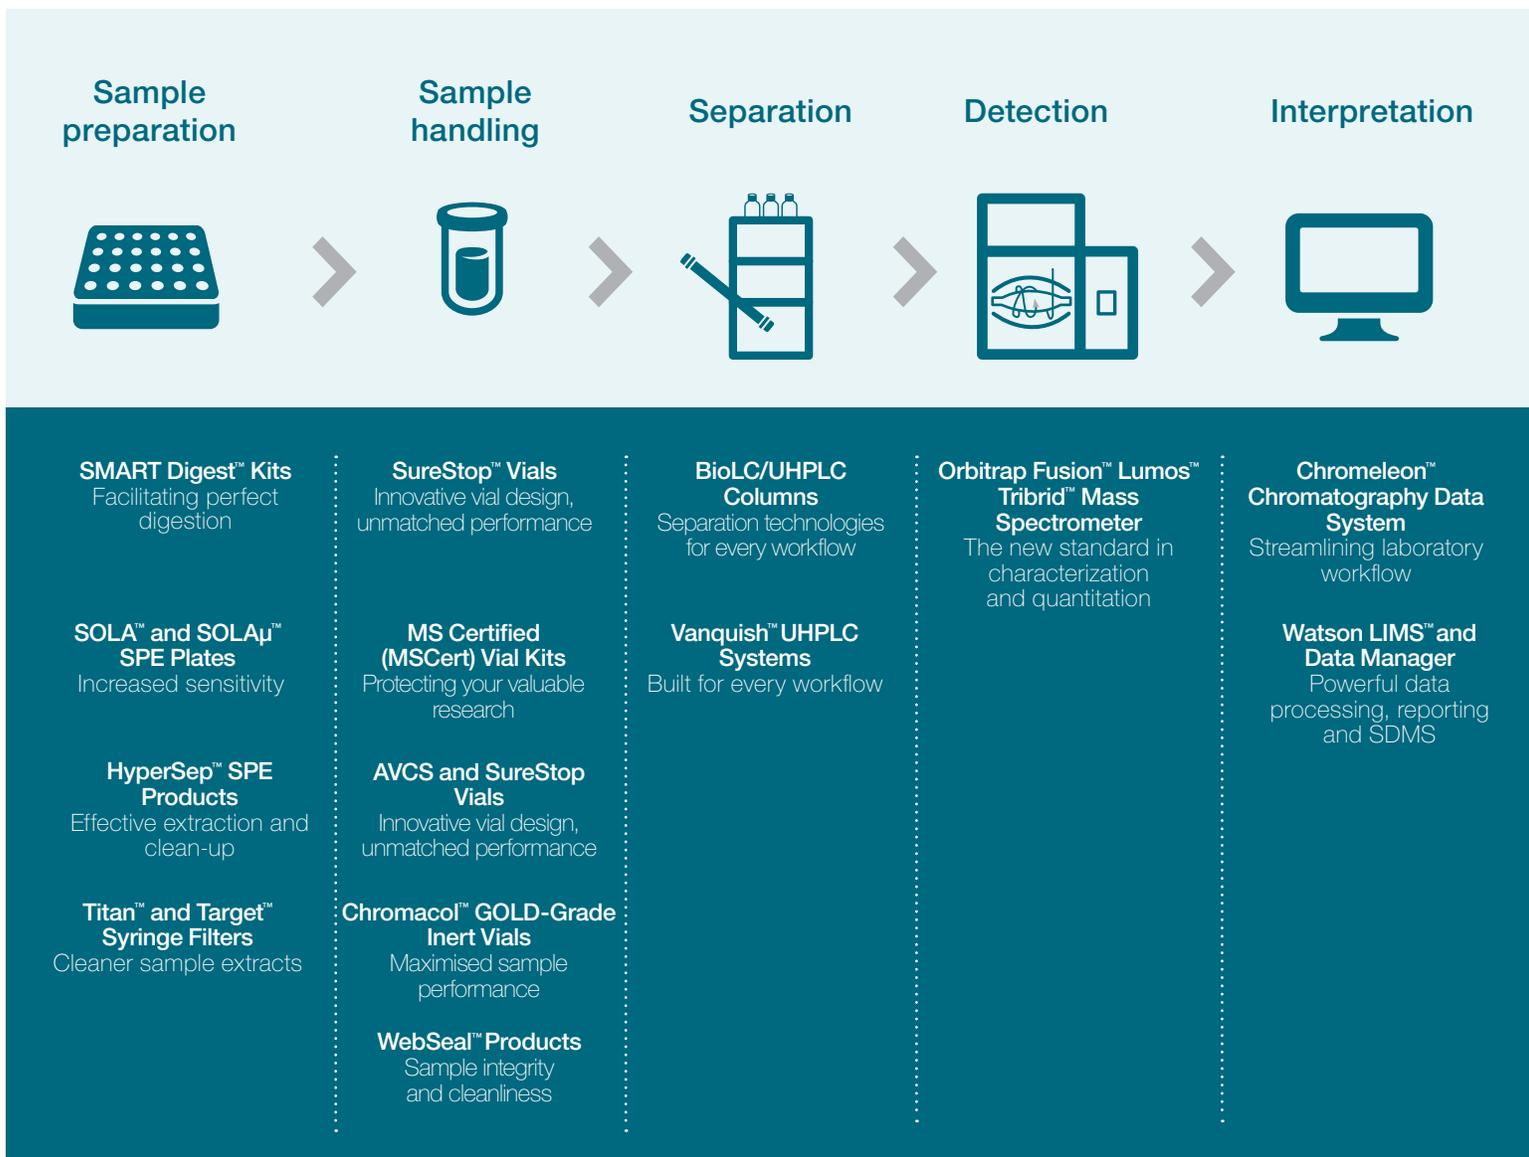 Sample
preparation
Sample
handling
Separation
Detection
Interpretation
SMART Digest™ Kits
Facilitating perfect
digestion
SOLA™ and SOLAµ™
SPE Plates
Increased sensitivity
HyperSep™ SPE
Products
Effective extraction and
clean-up
Titan™ and Target™
Syringe Filters
Cleaner sample extracts
SureStop™ Vials
Innovative vial design,
unmatched performance
MS Certified
(MSCert) Vial Kits
Protecting your valuable
research
AVCS and SureStop
Vials
Innovative vial design,
unmatched performance
Chromacol™ GOLD-Grade
Inert Vials
Maximised sample
performance
WebSeal™ Products
Sample integrity
and cleanliness
BioLC/UHPLC
Columns
Separation technologies
for every workflow
Vanquish™ UHPLC
Systems
Built for every workflow
Orbitrap Fusion™ Lumos™
Tribrid™ Mass
Spectrometer
The new standard in
characterization
and quantitation
Chromeleon™
Chromatography Data
System
Streamlining laboratory
workflow
Watson LIMS™ and
Data Manager
Powerful data
processing, reporting
and SDMS